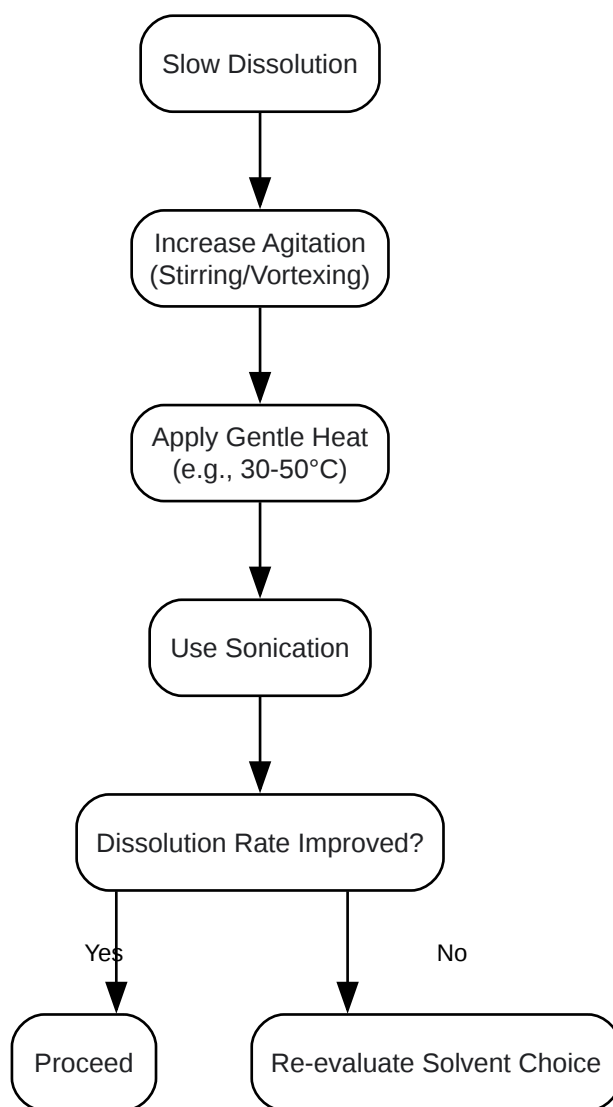 Slow Dissolution
Increase Agitation
(Stirring/Vortexing)
Apply Gentle Heat
(e.g., 30-50°C)
Use Sonication
Dissolution Rate Improved?
Yes
No
Proceed
Re-evaluate Solvent Choice